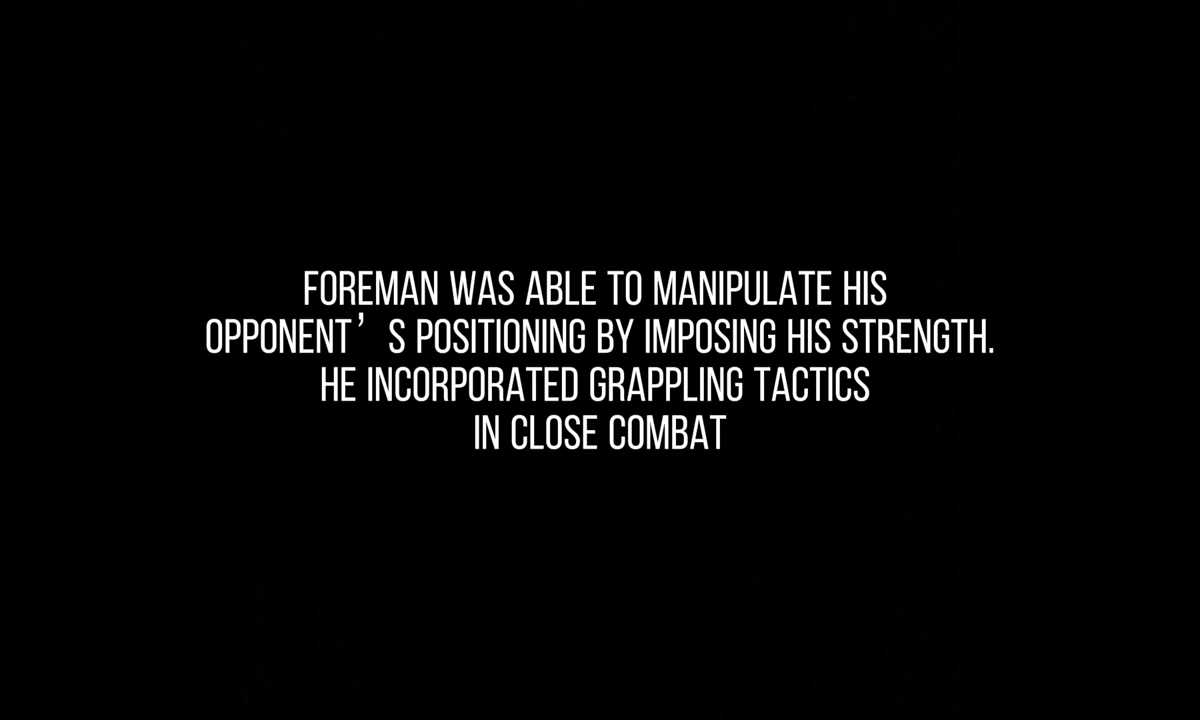 FOREMAN WAS ABLE TO MANIPULATE HIS
OPPONENT’S POSITIONING BY IMPOSING HIS STRENGTH.
HE INCORPORATED GRAPPLING TACTICS
IN CLOSE COMBAT